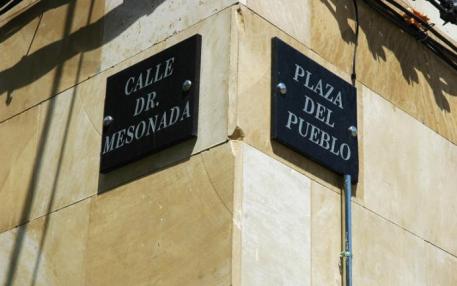 CALLE
DR.
MESONADA
PLAZA
DEL
PUEBLO